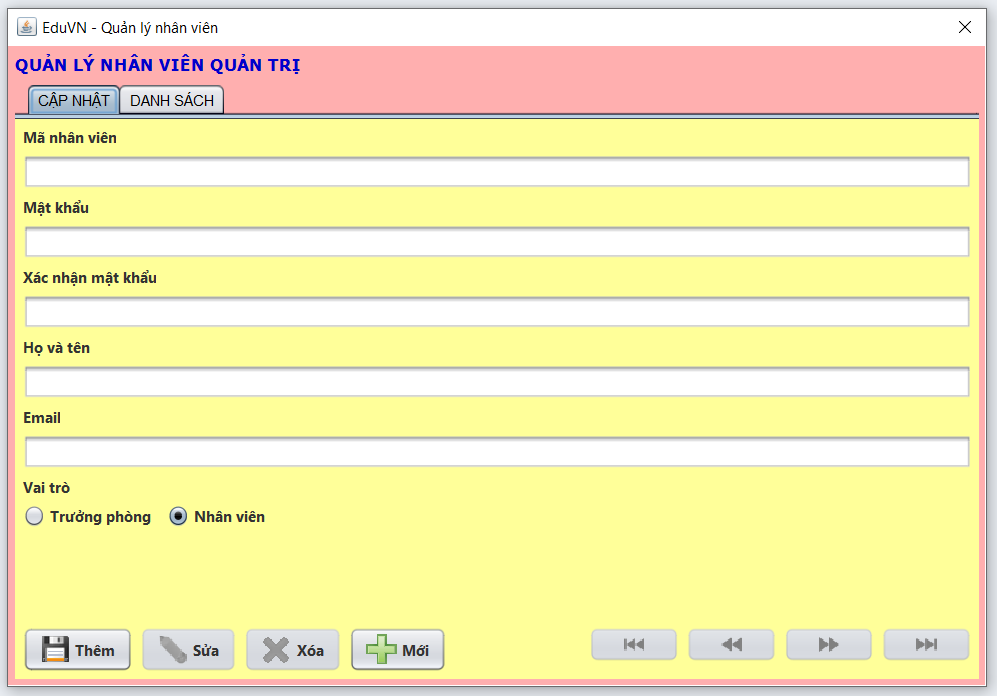 EduVN - Quản lý nhân viên
QUẢN LÝ NHÂN VIÊN QUẢN TRỊ
CẬP NHẬT DANH SÁCH
Mã nhân viên
Mật khẩu
Xác nhận mật khẩu
Họ và tên
Email
Vai trò
Trưởng phòng Nhân viên
Thêm Sửa Xóa Mới